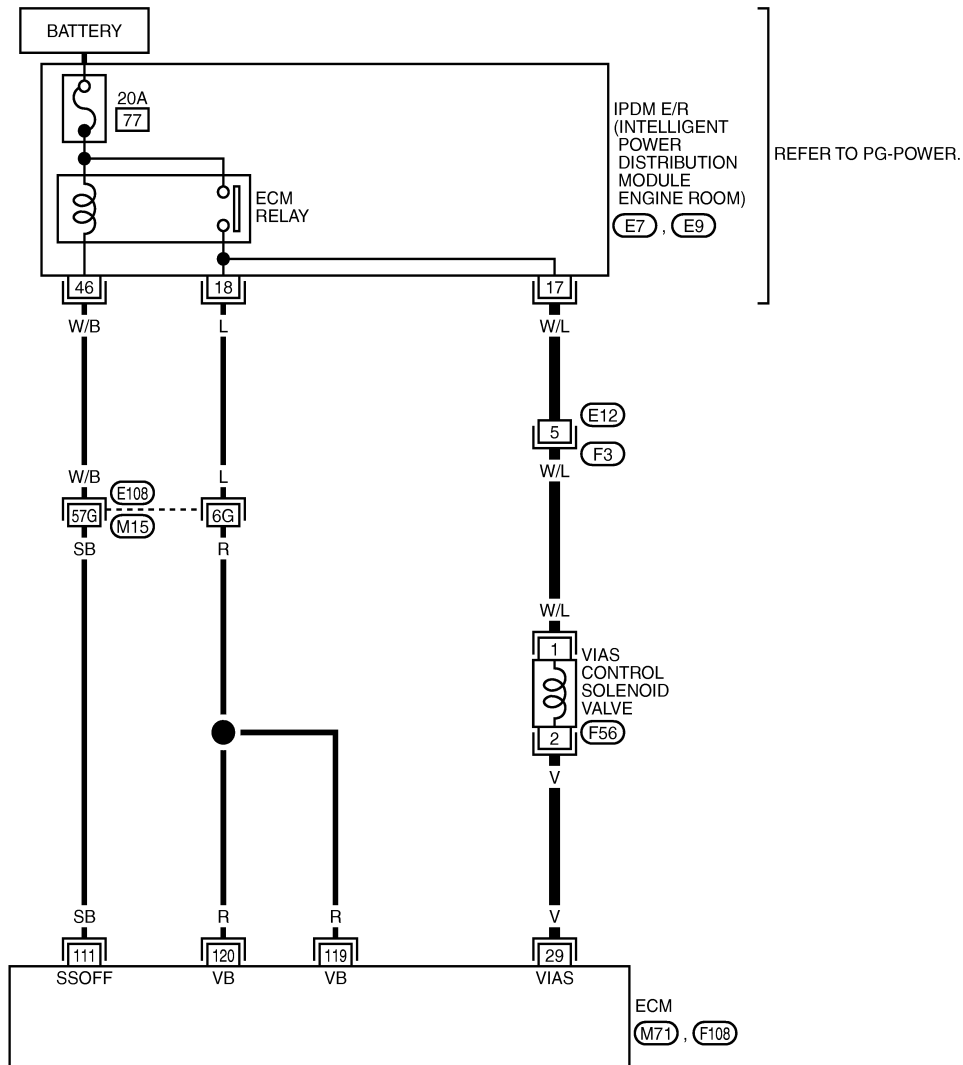 BATTERY
20A
77
IPDM E/R
(INTELLIGENT
POWER
DISTRIBUTION
MODULE
ENGINE ROOM)
E7 , E9
REFER TO PG-POWER.
ECM
RELAY
46 18 17
W/B L W/L
E12
5
F3
W/L
W/B L
E108
57G 6G
M15
SB R
W/L
1
VIAS
CONTROL
SOLENOID
VALVE
2 F56
V
SB R R V
111 120 119 29
SSOFF VB VB VIAS
ECM
M71 , F108